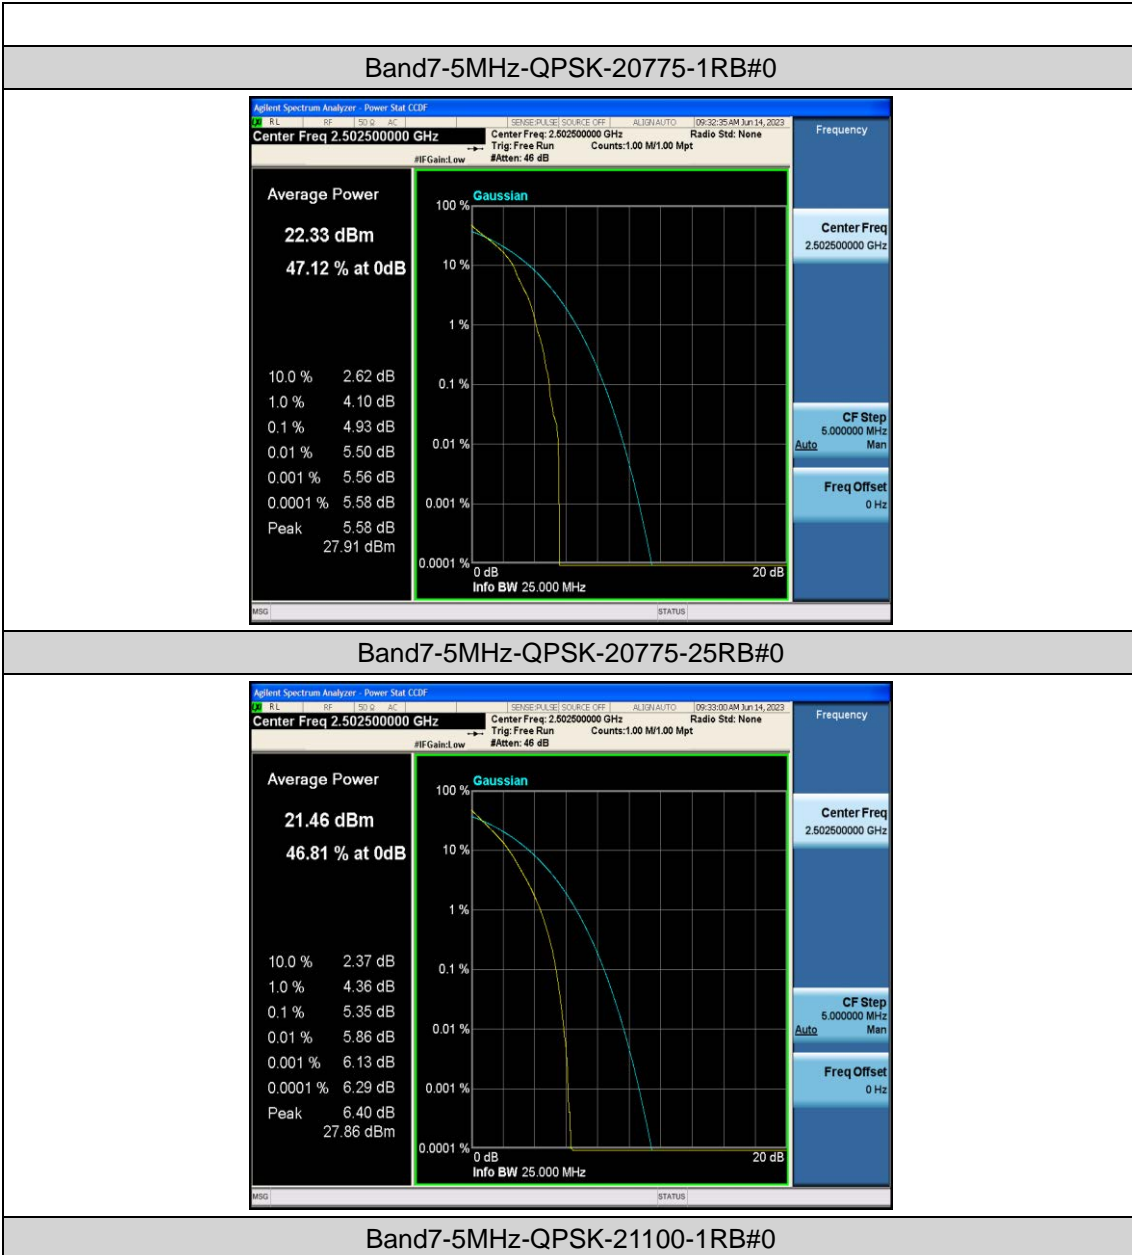 Band7-5MHz-QPSK-20775-1RB#0
Agilent Spectrum Analyzer - Power Stat CCDF
LXI RL RF 50 Ω AC SENSE:PULSE SOURCE OFF ALIGN AUTO 09:32:35 AM Jun 14, 2023
Center Freq 2.502500000 GHz
Center Freq: 2.502500000 GHz Radio Std: None
Trig: Free Run Counts:1.00 M/1.00 Mpt
#IFGain:Low #Atten: 46 dB
Frequency
Average Power
22.33 dBm
47.12 % at 0dB
10.0 % 2.62 dB
1.0 % 4.10 dB
0.1 % 4.93 dB
0.01 % 5.50 dB
0.001 % 5.56 dB
0.0001 % 5.58 dB
Peak 5.58 dB
27.91 dBm
Gaussian
100 %
10 %
1 %
0.1 %
0.01 %
0.001 %
0.0001 %
0 dB 20 dB
Info BW 25.000 MHz
Center Freq
2.502500000 GHz
CF Step
5.000000 MHz
Auto Man
Freq Offset
0 Hz
MSG STATUS
Band7-5MHz-QPSK-20775-25RB#0
Agilent Spectrum Analyzer - Power Stat CCDF
LXI RL RF 50 Ω AC SENSE:PULSE SOURCE OFF ALIGN AUTO 09:33:00 AM Jun 14, 2023
Center Freq 2.502500000 GHz
Center Freq: 2.502500000 GHz Radio Std: None
Trig: Free Run Counts:1.00 M/1.00 Mpt
#IFGain:Low #Atten: 46 dB
Frequency
Average Power
21.46 dBm
46.81 % at 0dB
10.0 % 2.37 dB
1.0 % 4.36 dB
0.1 % 5.35 dB
0.01 % 5.86 dB
0.001 % 6.13 dB
0.0001 % 6.29 dB
Peak 6.40 dB
27.86 dBm
Gaussian
100 %
10 %
1 %
0.1 %
0.01 %
0.001 %
0.0001 %
0 dB 20 dB
Info BW 25.000 MHz
Center Freq
2.502500000 GHz
CF Step
5.000000 MHz
Auto Man
Freq Offset
0 Hz
MSG STATUS
Band7-5MHz-QPSK-21100-1RB#0